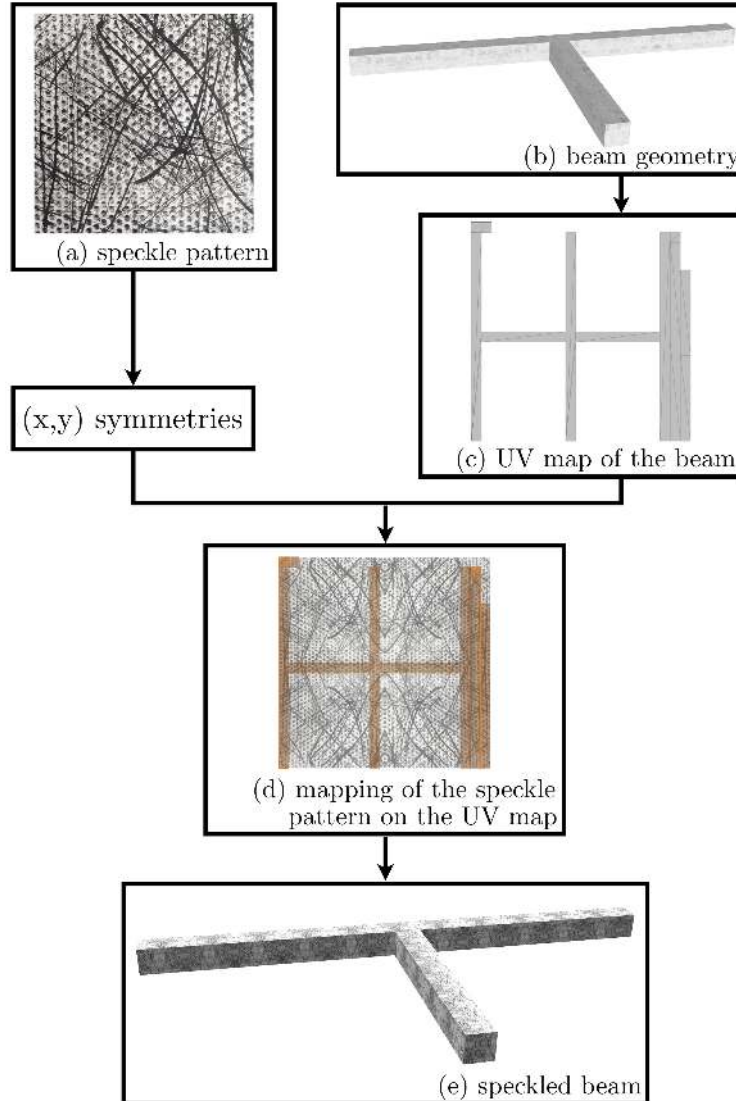 (a) speckle pattern
(b) beam geometry
(x,y) symmetries
(c) UV map of the beam
(d) mapping of the speckle
pattern on the UV map
(e) speckled beam